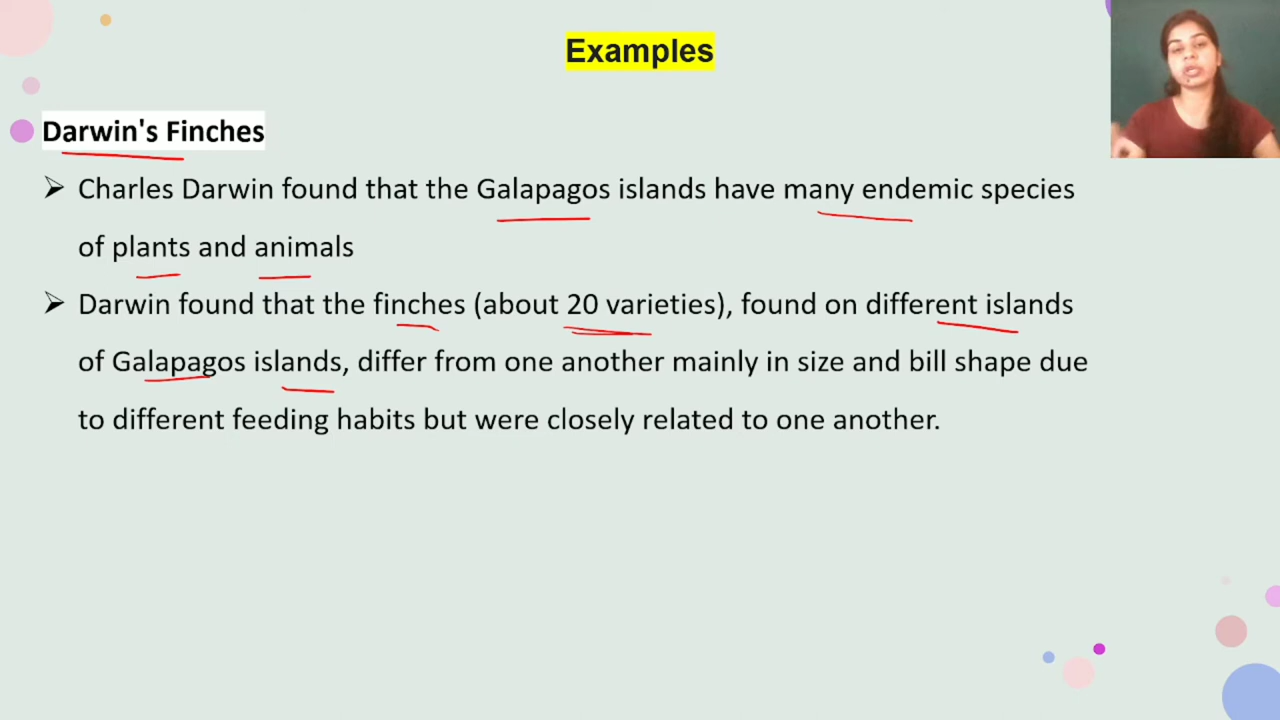 Examples
Darwin's Finches
➢ Charles Darwin found that the Galapagos islands have many endemic species
of plants and animals
➢ Darwin found that the finches (about 20 varieties), found on different islands
of Galapagos islands, differ from one another mainly in size and bill shape due
to different feeding habits but were closely related to one another.